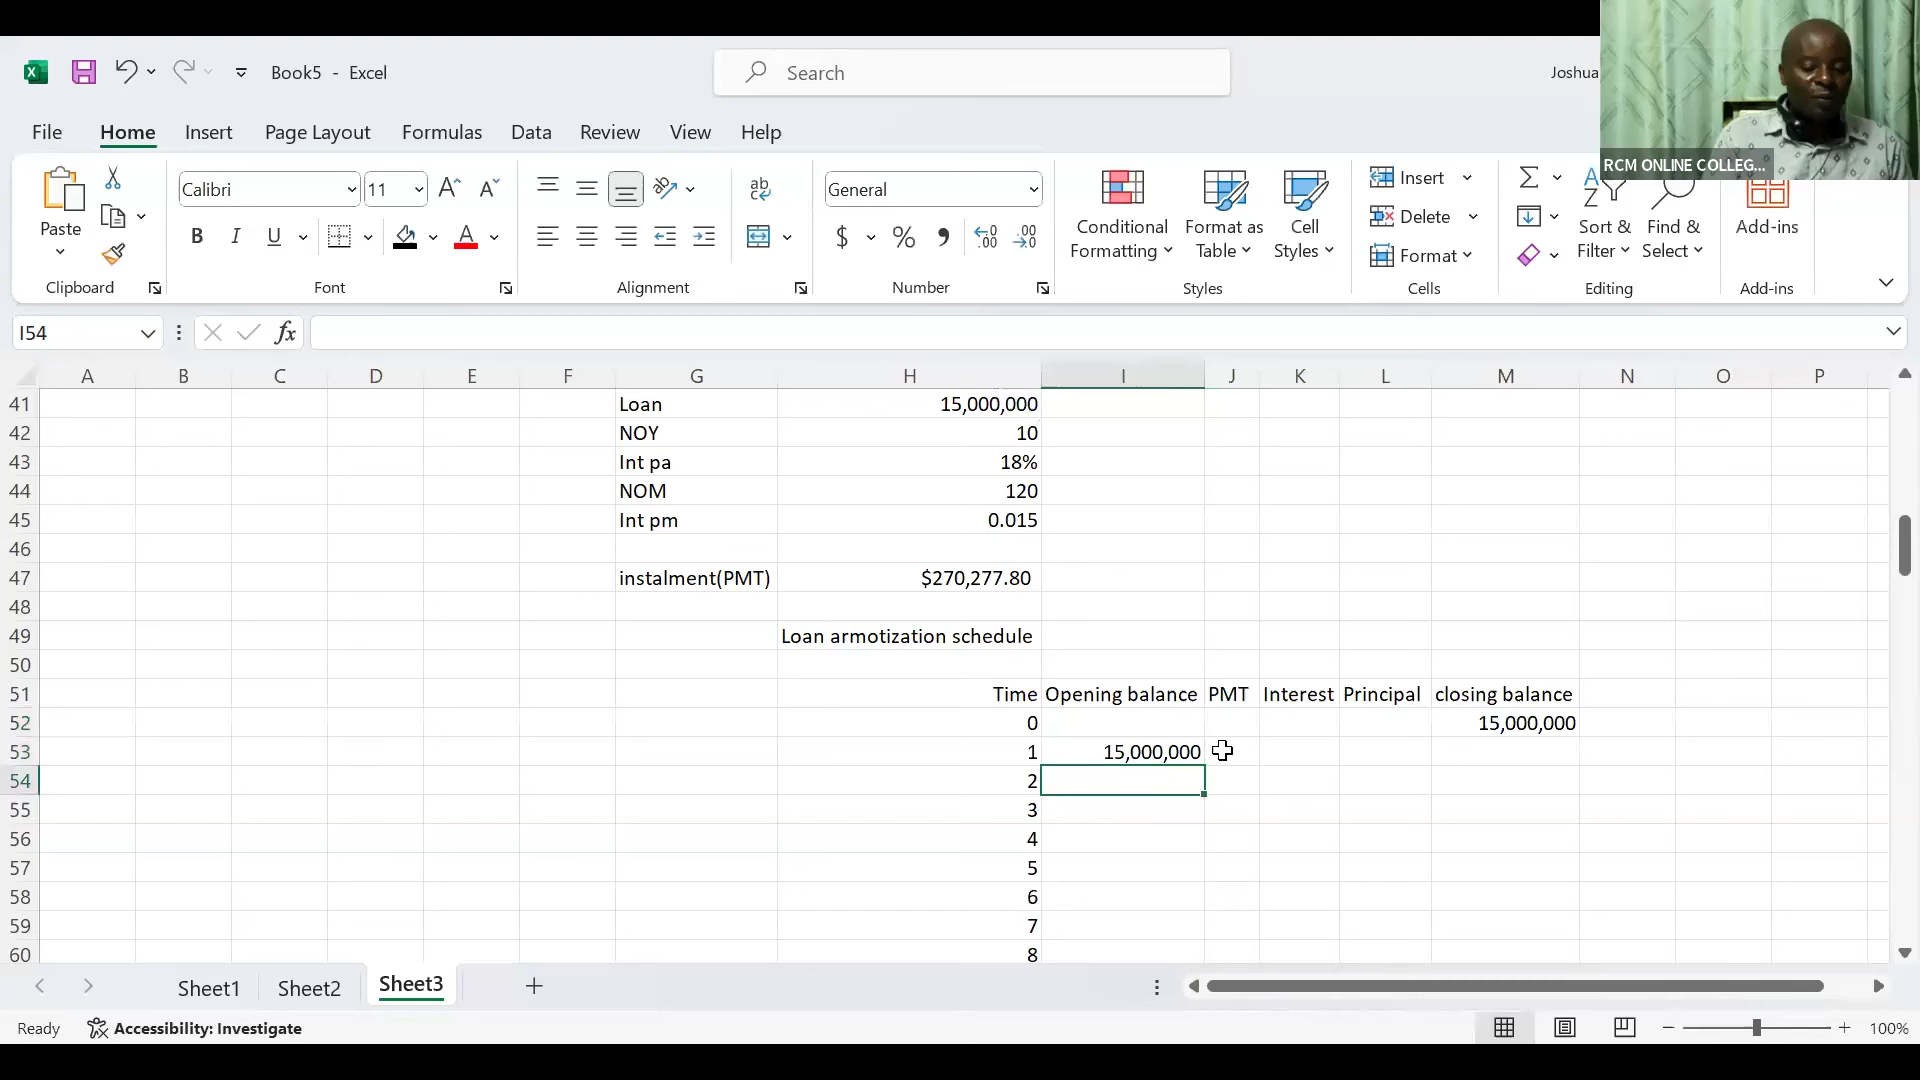 Book5 - Excel
Search
Joshua
RCM ONLINE COLLEG...
File Home Insert Page Layout Formulas Data Review View Help
Calibri 11 General
Paste
Conditional Formatting
Format as Table
Cell Styles
Insert
Delete
Format
Sort & Filter
Find & Select
Add-ins
Clipboard Font Alignment Number Styles Cells Editing Add-ins
I54
A B C D E F G H I J K L M N O P
41 Loan 15,000,000
42 NOY 10
43 Int pa 18%
44 NOM 120
45 Int pm 0.015
46
47 instalment(PMT) $270,277.80
48
49 Loan armotization schedule
50
51 Time Opening balance PMT Interest Principal closing balance
52 0 15,000,000
53 1 15,000,000
54 2
55 3
56 4
57 5
58 6
59 7
60 8
Sheet1 Sheet2 Sheet3
Ready Accessibility: Investigate 100%